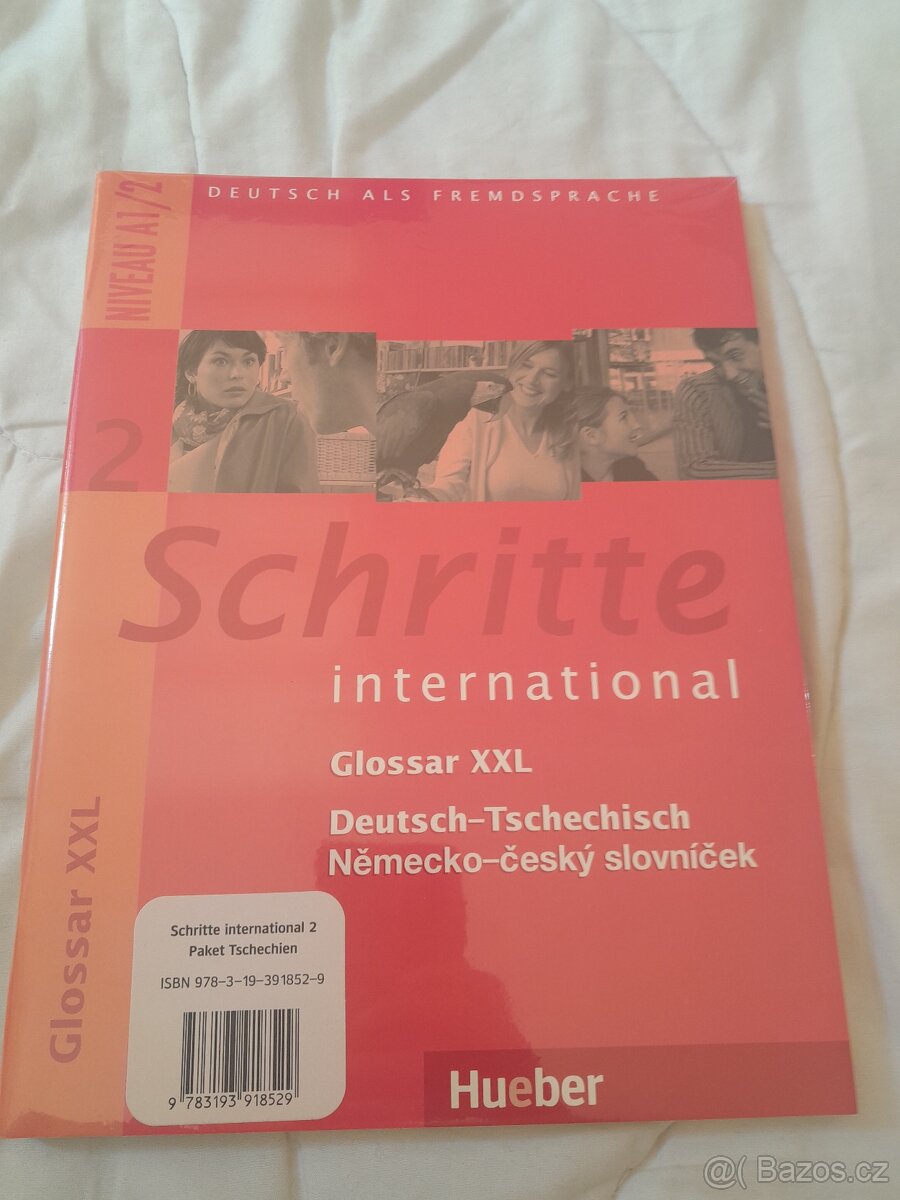 DEUTSCH ALS FREMDSPRACHE
NIVEAU A1/2
2
Schritte
international
Glossar XXL
Deutsch–Tschechisch
Německo–český slovníček
Glossar XXL
Schritte international 2
Paket Tschechien
ISBN 978–3–19–391852–9
9 783193 918529
Hueber
@( Bazos.cz